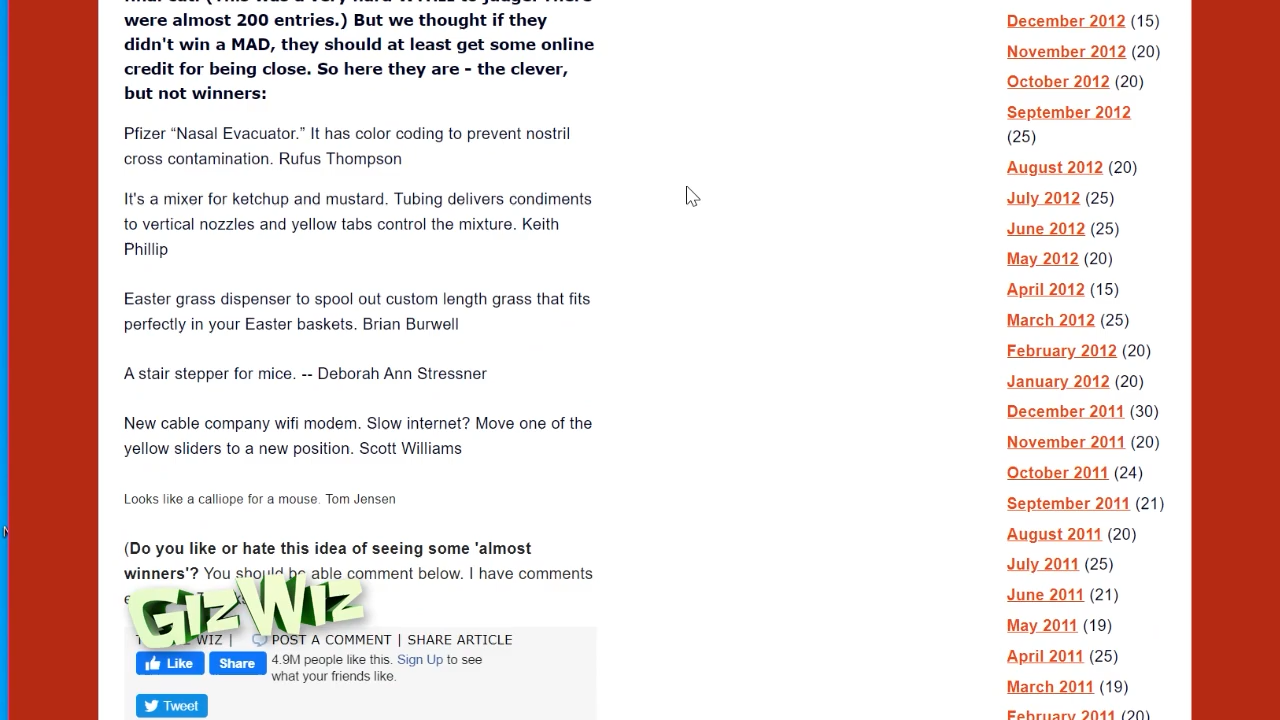 were almost 200 entries.) But we thought if they
didn't win a MAD, they should at least get some online
credit for being close. So here they are - the clever,
but not winners:
Pfizer “Nasal Evacuator.” It has color coding to prevent nostril
cross contamination. Rufus Thompson
It's a mixer for ketchup and mustard. Tubing delivers condiments
to vertical nozzles and yellow tabs control the mixture. Keith
Phillip
Easter grass dispenser to spool out custom length grass that fits
perfectly in your Easter baskets. Brian Burwell
A stair stepper for mice. -- Deborah Ann Stressner
New cable company wifi modem. Slow internet? Move one of the
yellow sliders to a new position. Scott Williams
Looks like a calliope for a mouse. Tom Jensen
(Do you like or hate this idea of seeing some 'almost
winners'? You should be able comment below. I have comments
GizWiz
WIZ | POST A COMMENT | SHARE ARTICLE
Like Share 4.9M people like this. Sign Up to see
what your friends like.
Tweet
December 2012 (15)
November 2012 (20)
October 2012 (20)
September 2012
(25)
August 2012 (20)
July 2012 (25)
June 2012 (25)
May 2012 (20)
April 2012 (15)
March 2012 (25)
February 2012 (20)
January 2012 (20)
December 2011 (30)
November 2011 (20)
October 2011 (24)
September 2011 (21)
August 2011 (20)
July 2011 (25)
June 2011 (21)
May 2011 (19)
April 2011 (25)
March 2011 (19)
February 2011 (20)